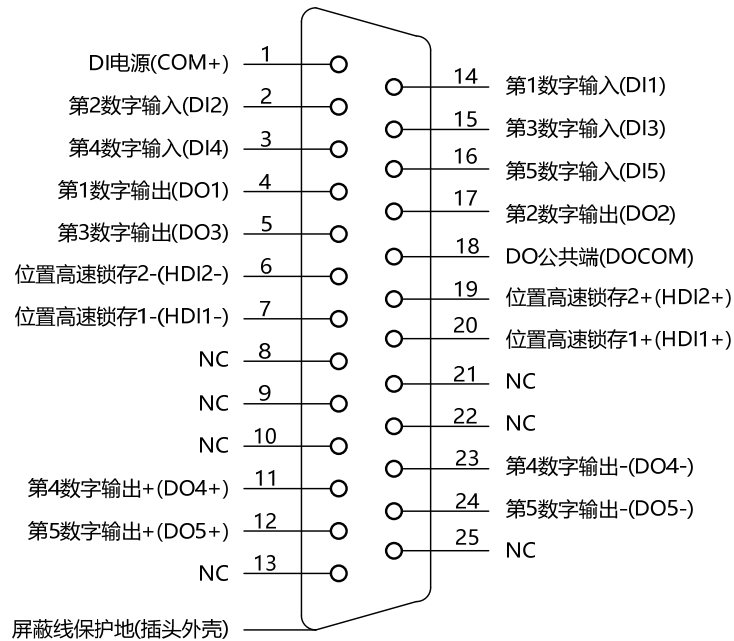 DI电源(COM+) 1
第2数字输入(DI2) 2
第4数字输入(DI4) 3
第1数字输出(DO1) 4
第3数字输出(DO3) 5
位置高速锁存2-(HDI2-) 6
位置高速锁存1-(HDI1-) 7
NC 8
NC 9
NC 10
第4数字输出+(DO4+) 11
第5数字输出+(DO5+) 12
NC 13
屏蔽线保护地(插头外壳)
14 第1数字输入(DI1)
15 第3数字输入(DI3)
16 第5数字输入(DI5)
17 第2数字输出(DO2)
18 DO公共端(DOCOM)
19 位置高速锁存2+(HDI2+)
20 位置高速锁存1+(HDI1+)
21 NC
22 NC
23 第4数字输出-(DO4-)
24 第5数字输出-(DO5-)
25 NC